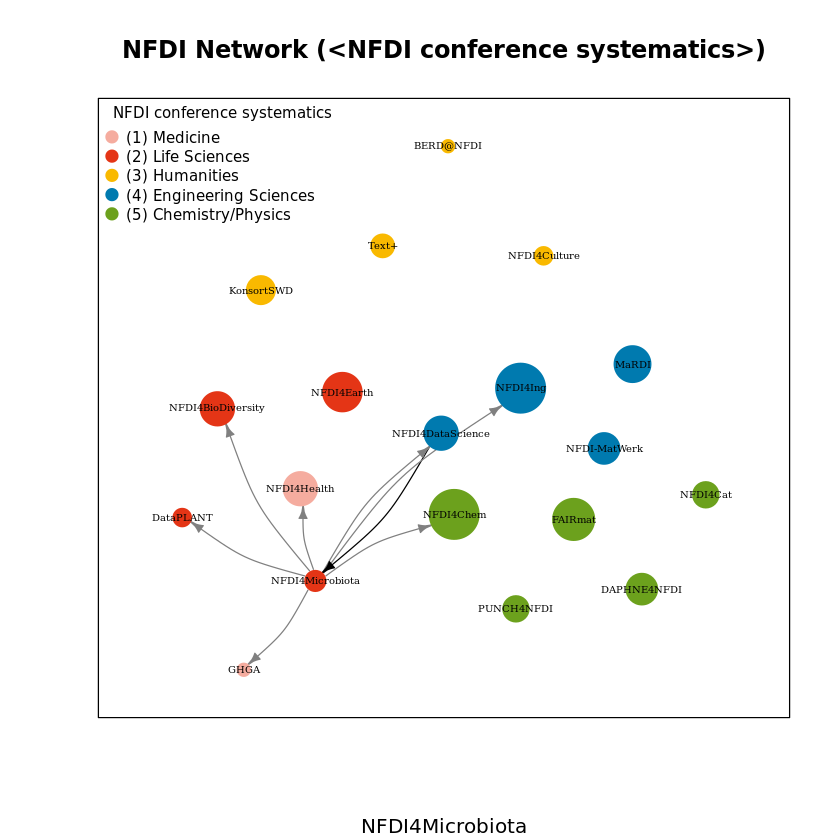 NFDI Network (<NFDI conference systematics>)
NFDI conference systematics
(1) Medicine
(2) Life Sciences
(3) Humanities
(4) Engineering Sciences
(5) Chemistry/Physics
BERD@NFDI
Text+
NFDI4Culture
KonsortSWD
MaRDI
NFDI4Ing
NFDI4Earth
NFDI4BioDiversity
NFDI4DataScience
NFDI-MatWerk
NFDI4Health
NFDI4Cat
DataPLANT
NFDI4Chem
FAIRmat
NFDI4Microbiota
DAPHNE4NFDI
PUNCH4NFDI
GHGA
NFDI4Microbiota